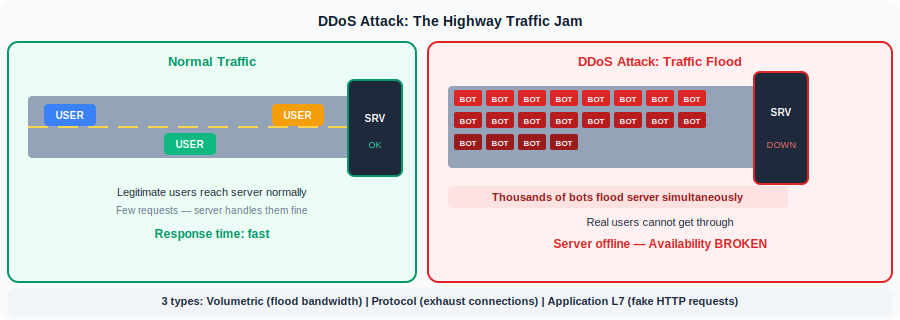 DDoS Attack: The Highway Traffic Jam
Normal Traffic
USER
USER
USER
SRV
OK
Legitimate users reach server normally
Few requests — server handles them fine
Response time: fast
DDoS Attack: Traffic Flood
BOT BOT BOT BOT BOT BOT BOT BOT
BOT BOT BOT BOT BOT BOT BOT BOT
BOT BOT BOT BOT
SRV
DOWN
Thousands of bots flood server simultaneously
Real users cannot get through
Server offline — Availability BROKEN
3 types: Volumetric (flood bandwidth) | Protocol (exhaust connections) | Application L7 (fake HTTP requests)